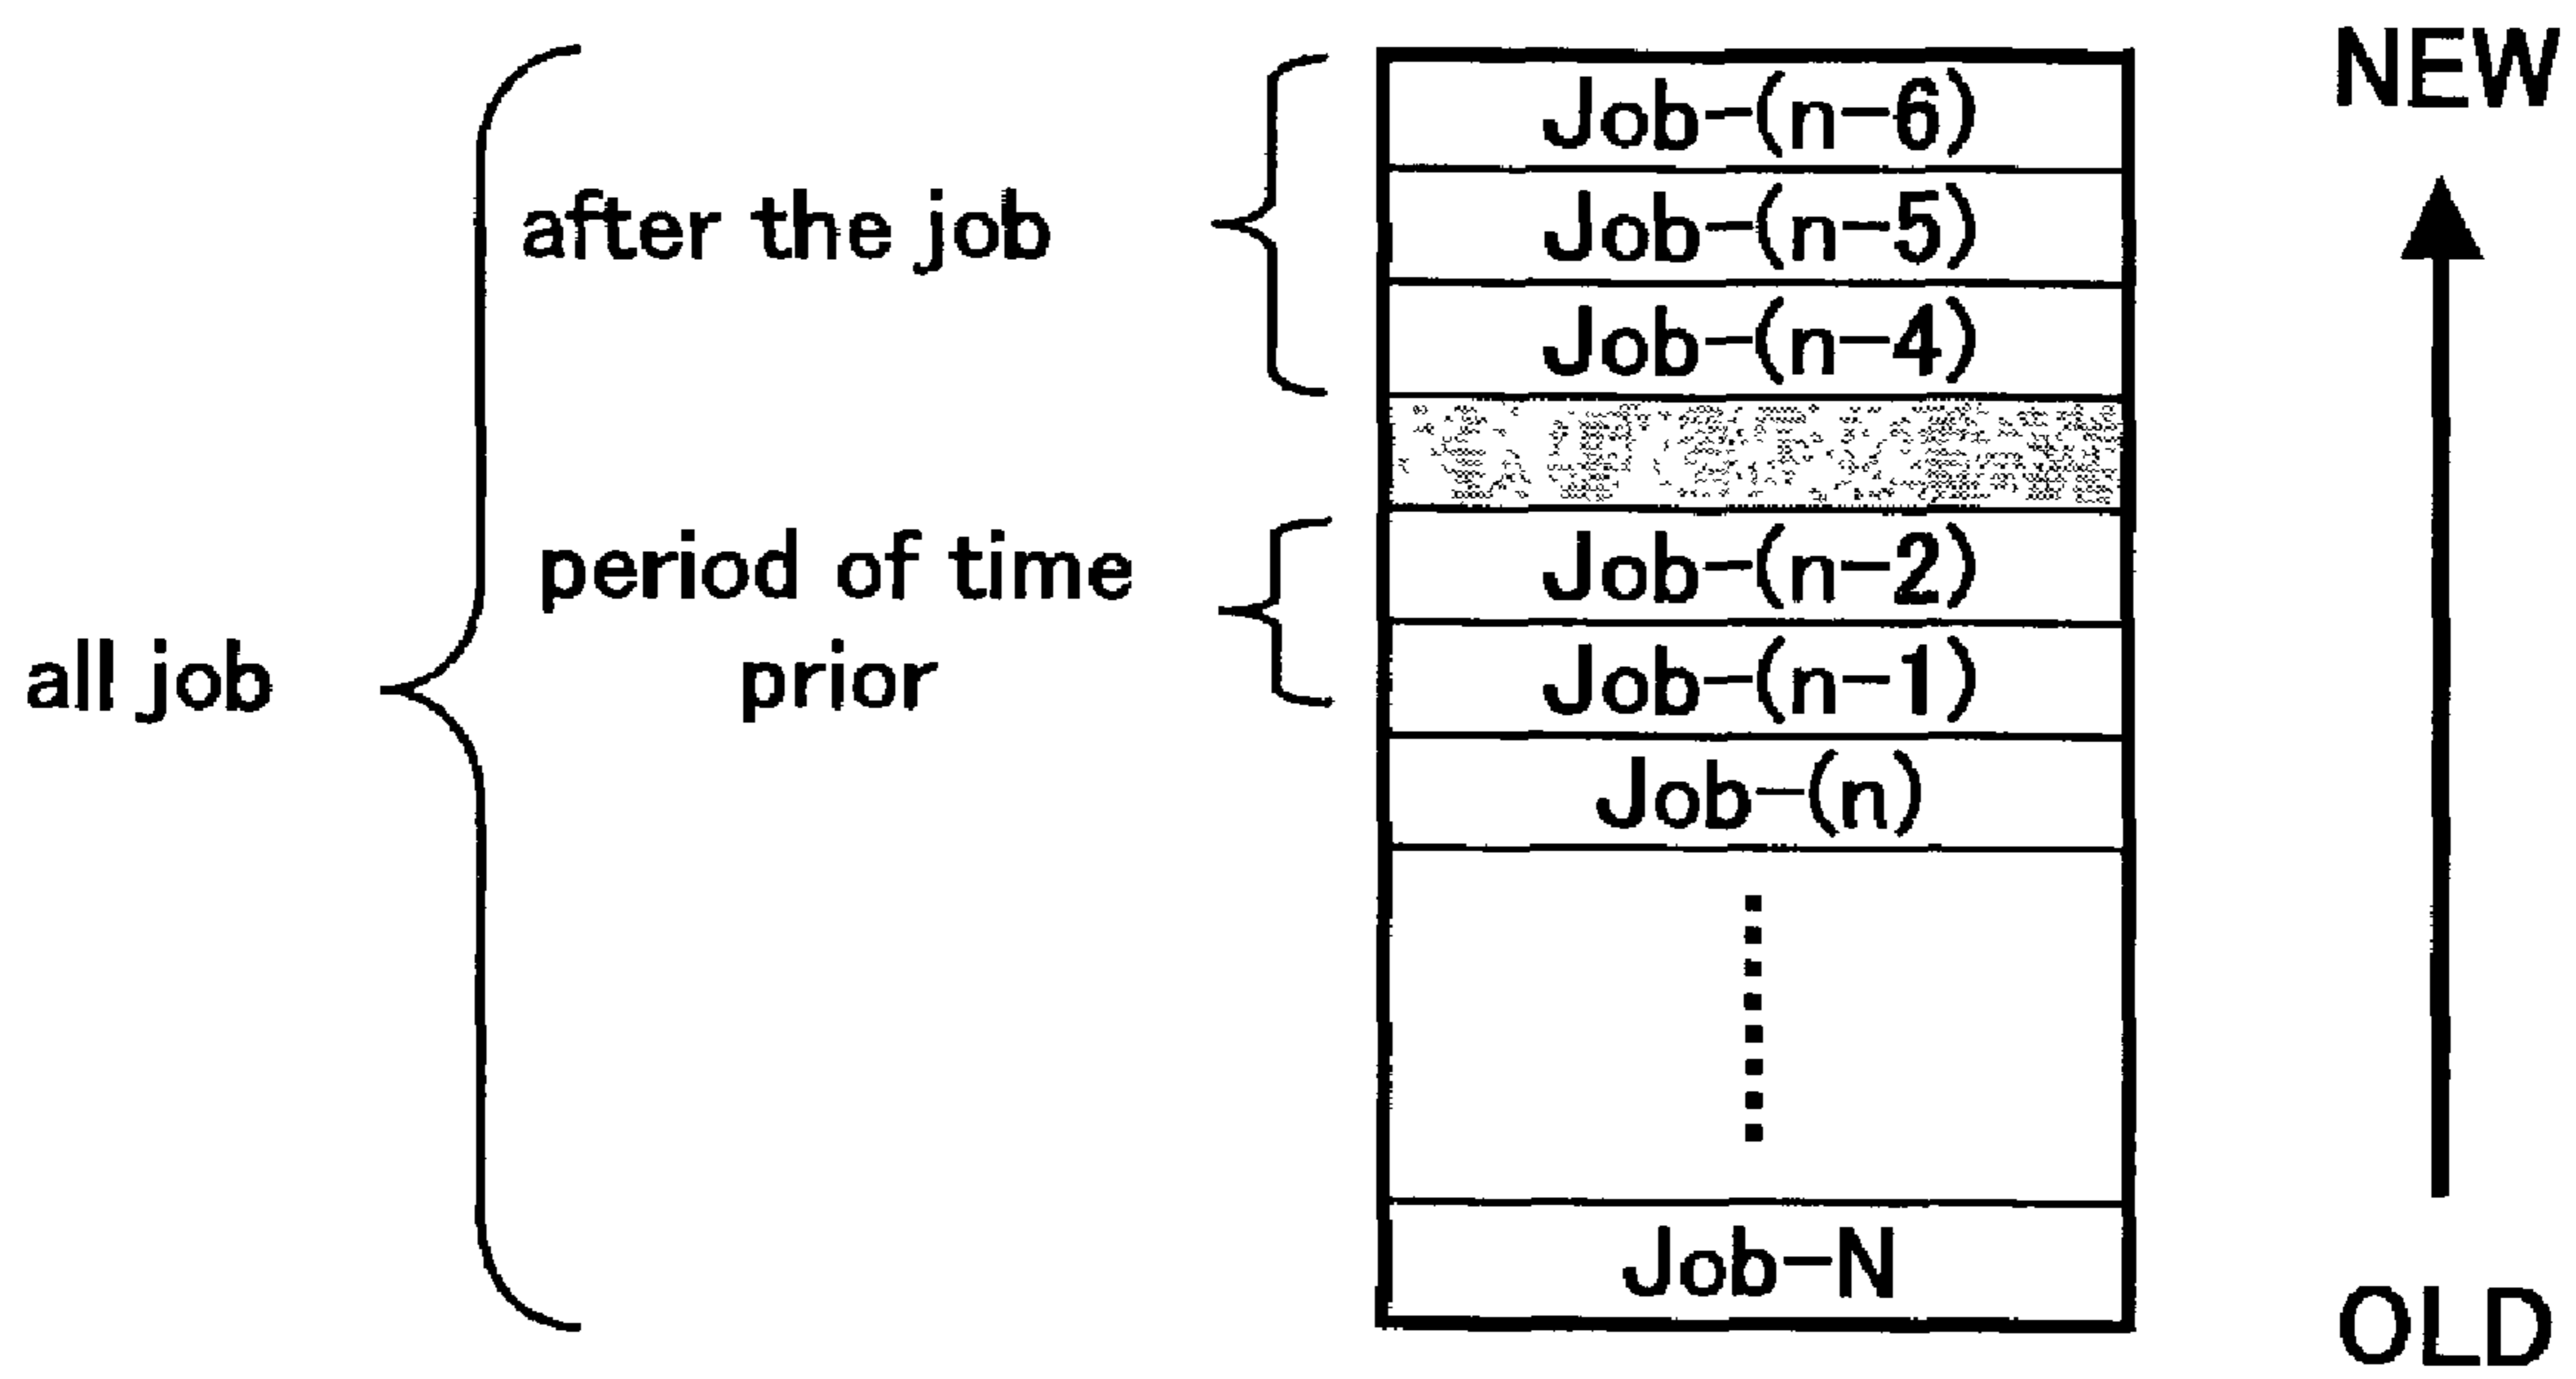 NEW
Job-(n-6)
after the job
Job-(n-5)
Job-(n-4)
period of time
prior
Job-(n-2)
all job
Job-(n-1)
Job-(n)
Job-N
OLD